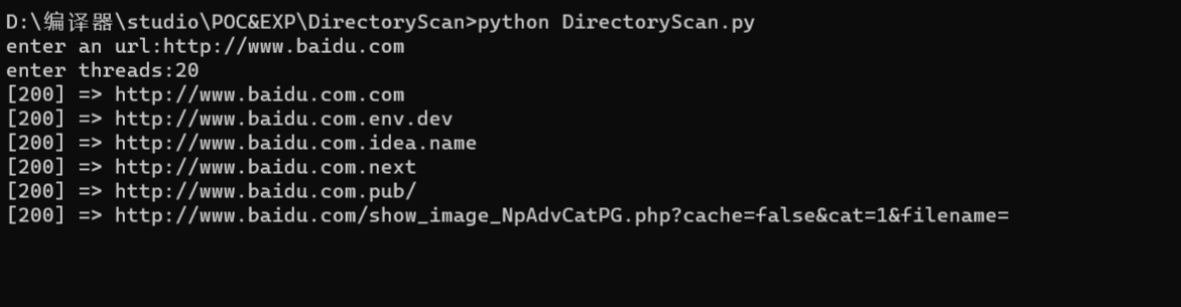 D:\编译器\studio\POC&EXP\DirectoryScan>python DirectoryScan.py
enter an url:http://www.baidu.com
enter threads:20
[200] => http://www.baidu.com.com
[200] => http://www.baidu.com.env.dev
[200] => http://www.baidu.com.idea.name
[200] => http://www.baidu.com.next
[200] => http://www.baidu.com.pub/
[200] => http://www.baidu.com/show_image_NpAdvCatPG.php?cache=false&cat=1&filename=